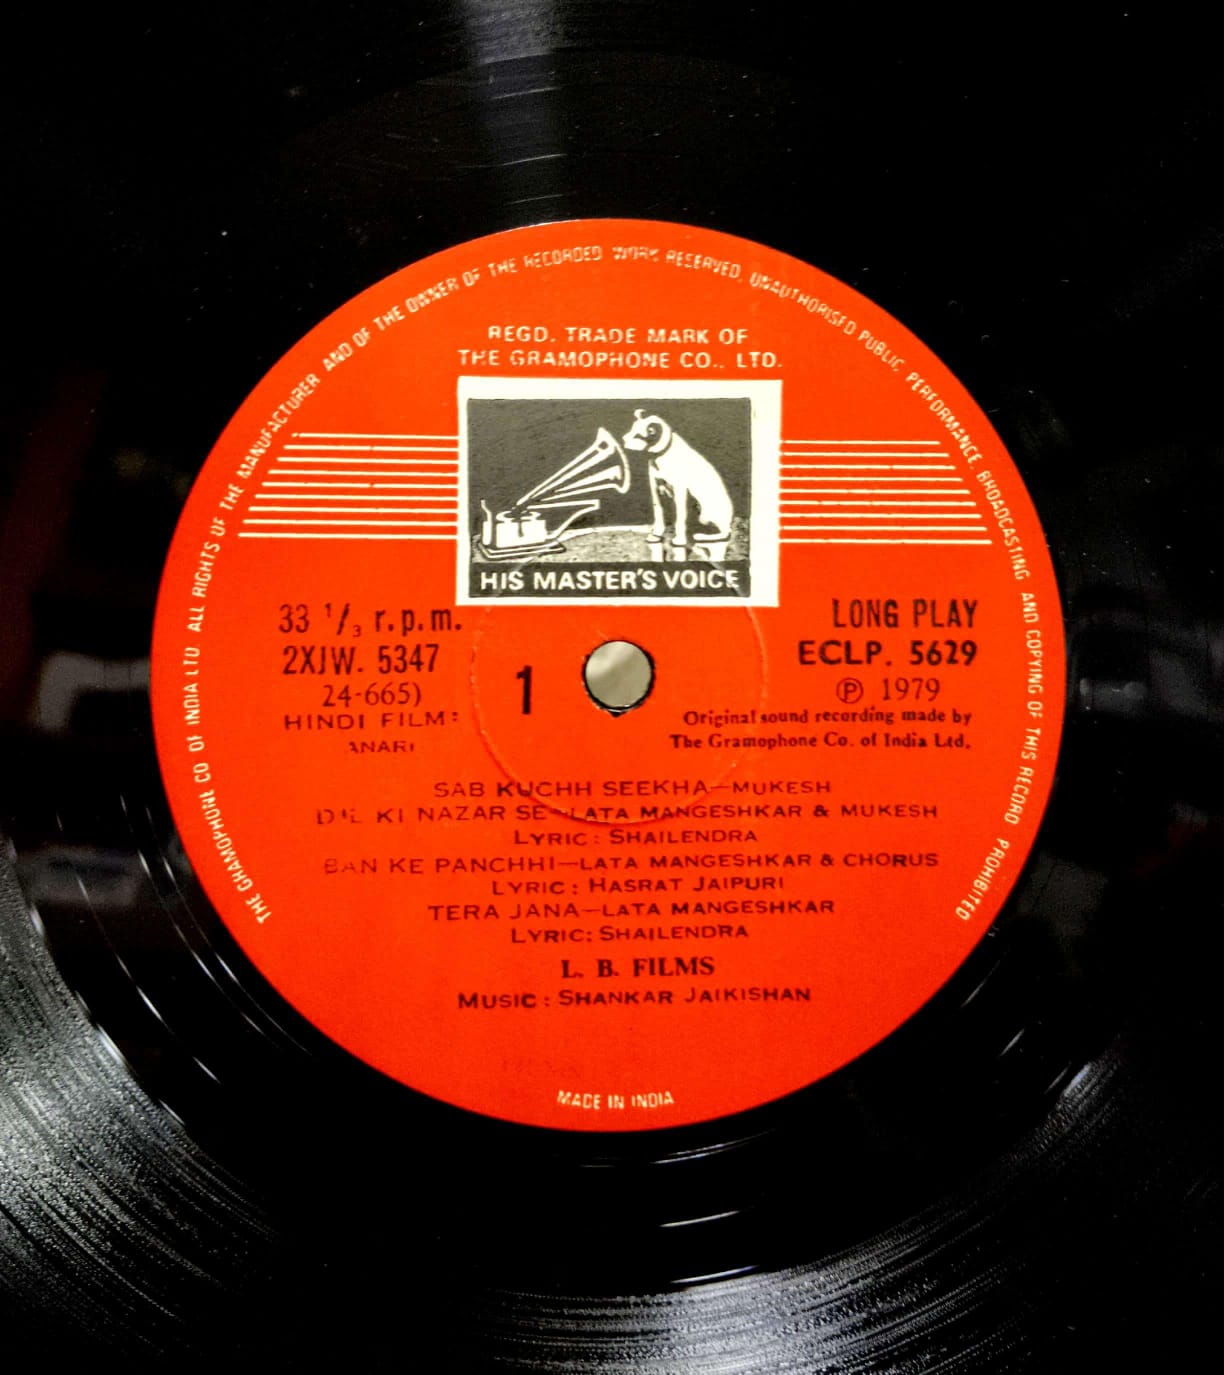 THE GRAMOPHONE CO OF INDIA LTD ALL RIGHTS OF THE MANUFACTURER AND OF THE OWNER OF THE RECORDED WORK RESERVED, UNAUTHORISED PUBLIC PERFORMANCE, BROADCASTING AND COPYING OF THIS RECORD PROHIBITED
REGD. TRADE MARK OF
THE GRAMOPHONE CO., LTD.
HIS MASTER'S VOICE
33 1/3 r.p.m.
2XJW. 5347
24-665)
HINDI FILM:
ANARI
1
LONG PLAY
ECLP. 5629
℗ 1979
Original sound recording made by
The Gramophone Co. of India Ltd.
SAB KUCHH SEEKHA—MUKESH
DIL KI NAZAR SE—LATA MANGESHKAR & MUKESH
LYRIC: SHAILENDRA
BAN KE PANCHHI—LATA MANGESHKAR & CHORUS
LYRIC: HASRAT JAIPURI
TERA JANA—LATA MANGESHKAR
LYRIC: SHAILENDRA
L. B. FILMS
MUSIC: SHANKAR JAIKISHAN
MADE IN INDIA